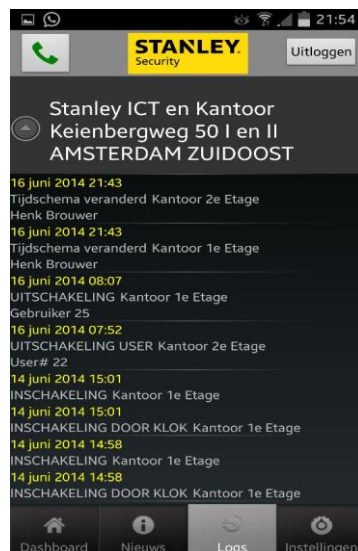 21:54
STANLEY.
Security
Uitloggen
Stanley ICT en Kantoor
Keienbergweg 50 I en II
AMSTERDAM ZUIDOOST
16 juni 2014 21:43
Tijdschema veranderd Kantoor 2e Etage
Henk Brouwer
16 juni 2014 21:43
Tijdschema veranderd Kantoor 1e Etage
Henk Brouwer
16 juni 2014 08:07
UITSCHAKELING Kantoor 1e Etage
Gebruiker 25
16 juni 2014 07:52
UITSCHAKELING USER Kantoor 2e Etage
User# 22
14 juni 2014 15:01
INSCHAKELING Kantoor 1e Etage
14 juni 2014 15:01
INSCHAKELING DOOR KLOK Kantoor 1e Etage
14 juni 2014 14:58
INSCHAKELING Kantoor 1e Etage
14 juni 2014 14:58
INSCHAKELING DOOR KLOK Kantoor 1e Etage
Dashboard Nieuws Logs Instellingen